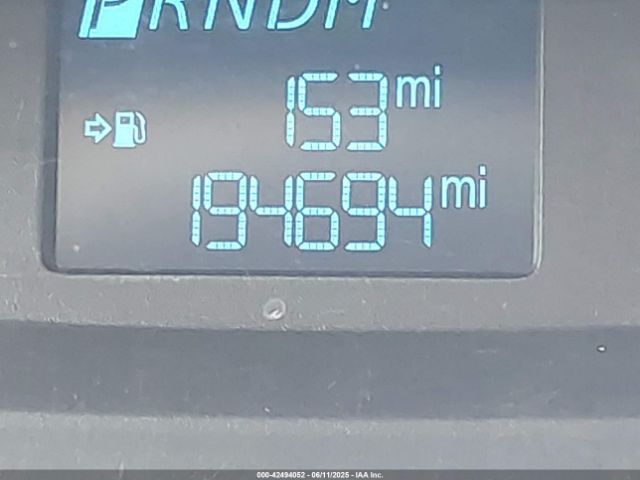 PRNDM
153 mi
194694 mi
000-42494052 - 06/11/2025 - IAA Inc.